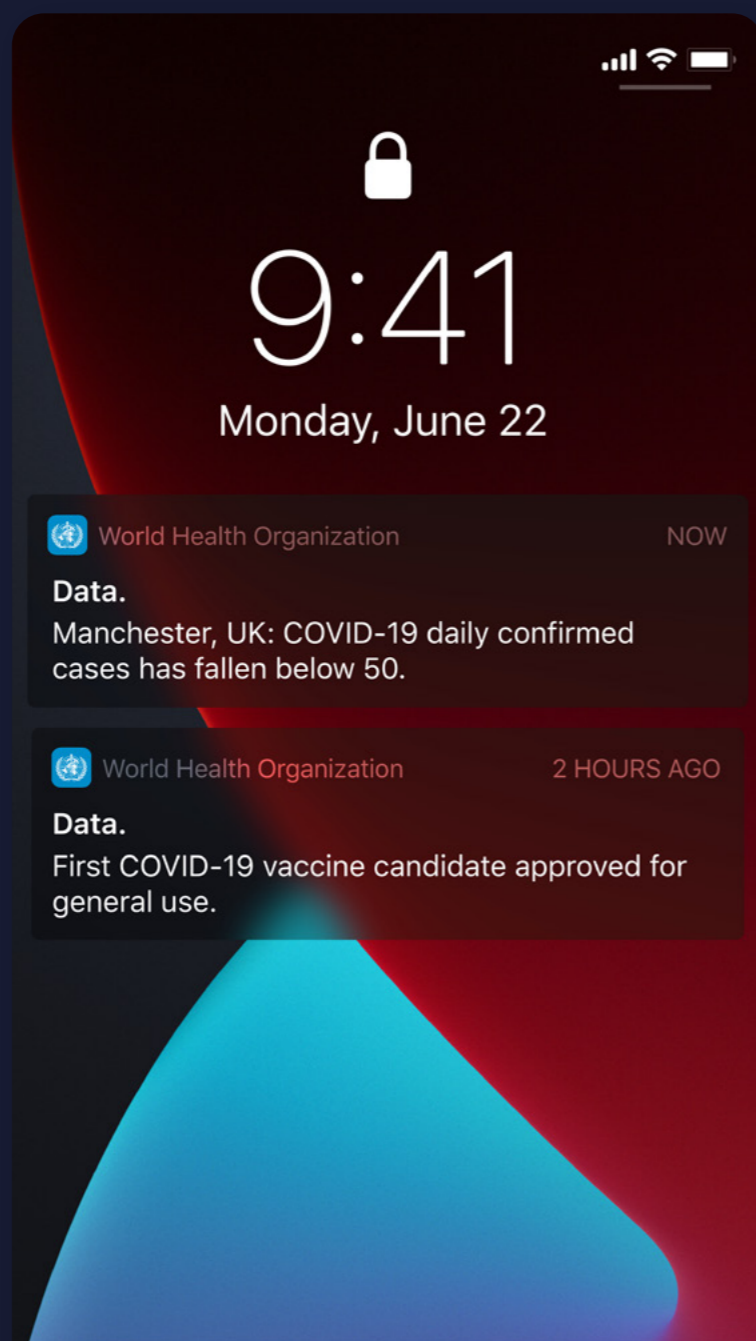 9:41
Monday, June 22
World Health Organization NOW
Data.
Manchester, UK: COVID-19 daily confirmed
cases has fallen below 50.
World Health Organization 2 HOURS AGO
Data.
First COVID-19 vaccine candidate approved for
general use.